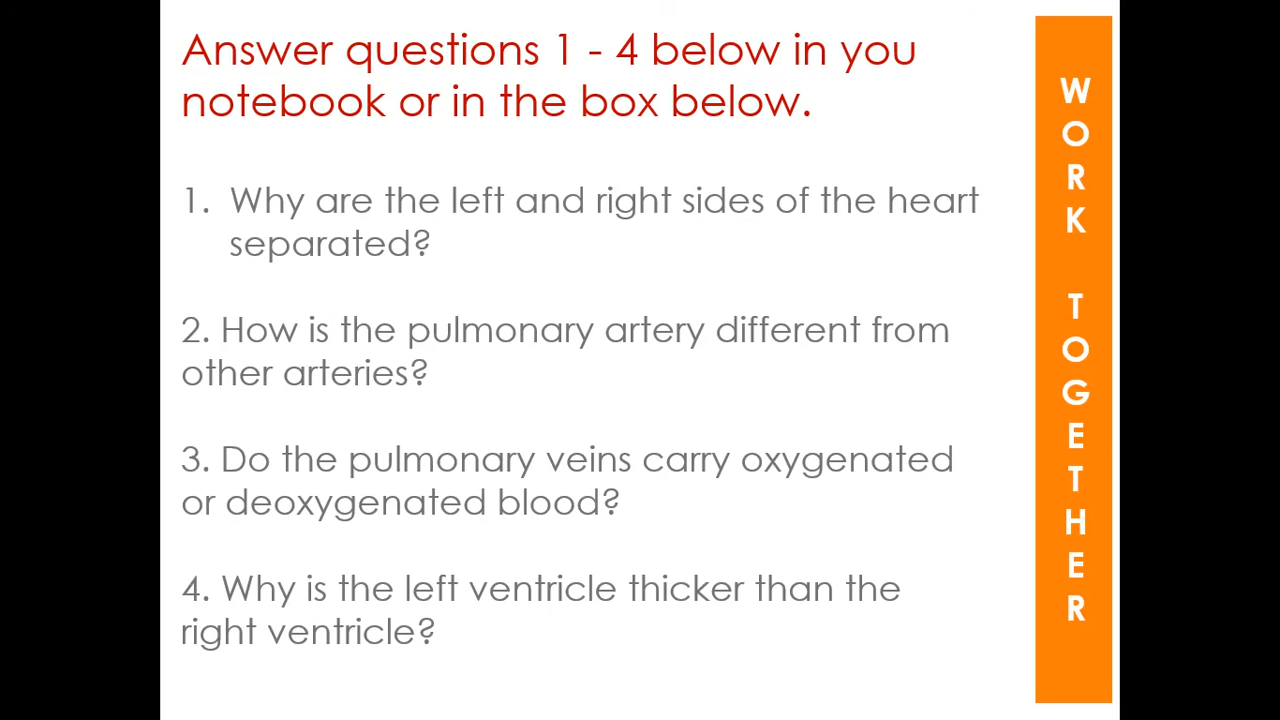 Answer questions 1 - 4 below in you
notebook or in the box below.
1. Why are the left and right sides of the heart
separated?
2. How is the pulmonary artery different from
other arteries?
3. Do the pulmonary veins carry oxygenated
or deoxygenated blood?
4. Why is the left ventricle thicker than the
right ventricle?
WORK TOGETHER